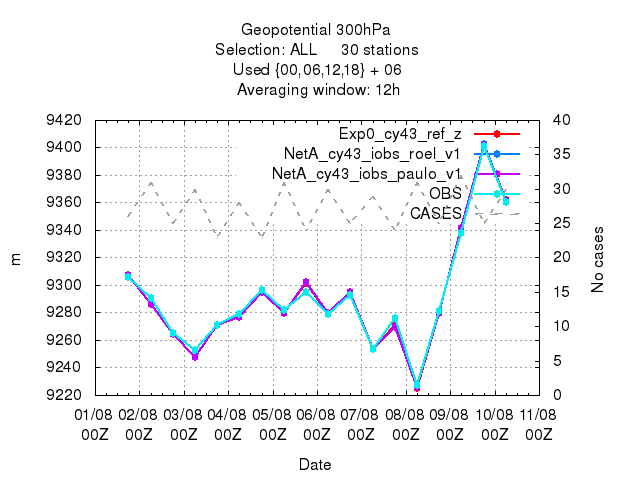 Geopotential 300hPa
Selection: ALL 30 stations
Used {00,06,12,18} + 06
Averaging window: 12h
9420
9400
9380
9360
9340
9320
9300
9280
9260
9240
9220
m
Exp0_cy43_ref_z
NetA_cy43_iobs_roel_v1
NetA_cy43_iobs_paulo_v1
OBS
CASES
40
35
30
25
20
15
10
5
0
No cases
01/08 02/08 03/08 04/08 05/08 06/08 07/08 08/08 09/08 10/08 11/08
00Z 00Z 00Z 00Z 00Z 00Z 00Z 00Z 00Z 00Z 00Z
Date